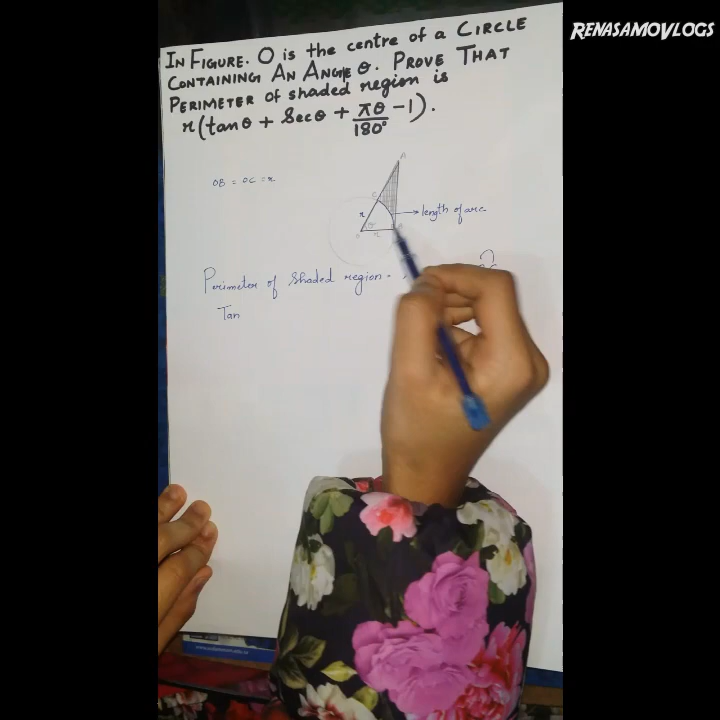 RENASAMOVLOGS
IN FIGURE. O is the centre of a CIRCLE
CONTAINING AN ANGLE θ. PROVE THAT
PERIMETER of shaded region is
r(tanθ + Secθ + πθ/180° - 1).
OB = OC = r
A
C
r
θ
length of arc
r
Perimeter of Shaded region =
Tan